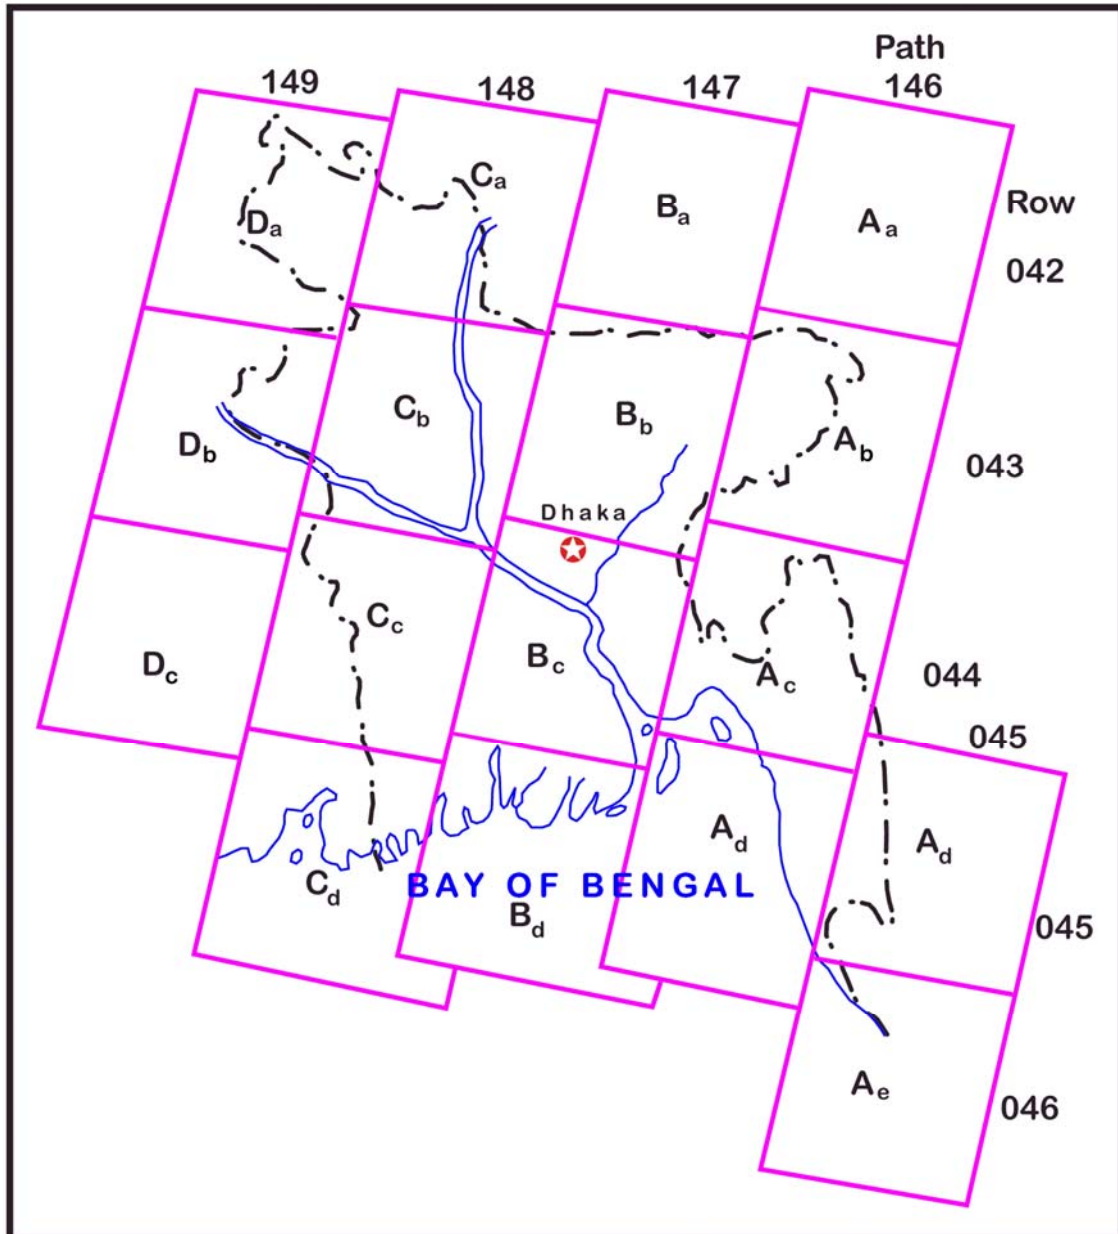 Path
149 148 147 146
Ca
Ba
Aa
Row
Da
042
Cb
Bb
Ab
Db
043
Dhaka
Cc
Bc
Dc
Ac
044
045
Ad
Ad
Cd
BAY OF BENGAL
Bd
045
Ae
046